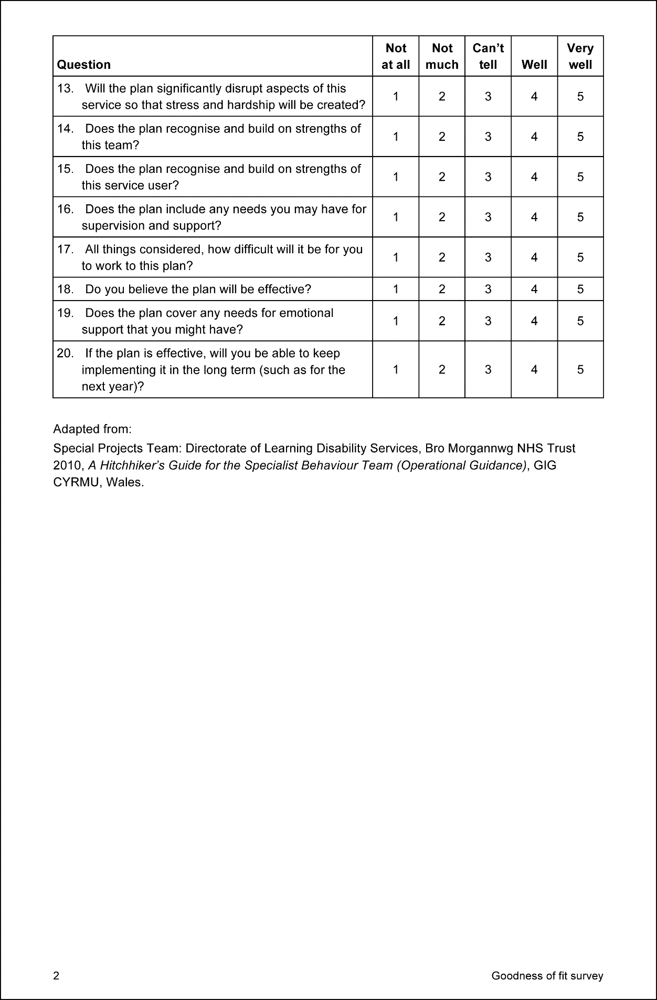 Question Not at all Not much Can’t tell Well Very well
13. Will the plan significantly disrupt aspects of this
service so that stress and hardship will be created? 1 2 3 4 5
14. Does the plan recognise and build on strengths of
this team? 1 2 3 4 5
15. Does the plan recognise and build on strengths of
this service user? 1 2 3 4 5
16. Does the plan include any needs you may have for
supervision and support? 1 2 3 4 5
17. All things considered, how difficult will it be for you
to work to this plan? 1 2 3 4 5
18. Do you believe the plan will be effective? 1 2 3 4 5
19. Does the plan cover any needs for emotional
support that you might have? 1 2 3 4 5
20. If the plan is effective, will you be able to keep
implementing it in the long term (such as for the
next year)? 1 2 3 4 5
Adapted from:
Special Projects Team: Directorate of Learning Disability Services, Bro Morgannwg NHS Trust
2010, A Hitchhiker’s Guide for the Specialist Behaviour Team (Operational Guidance), GIG
CYRMU, Wales.
2 Goodness of fit survey